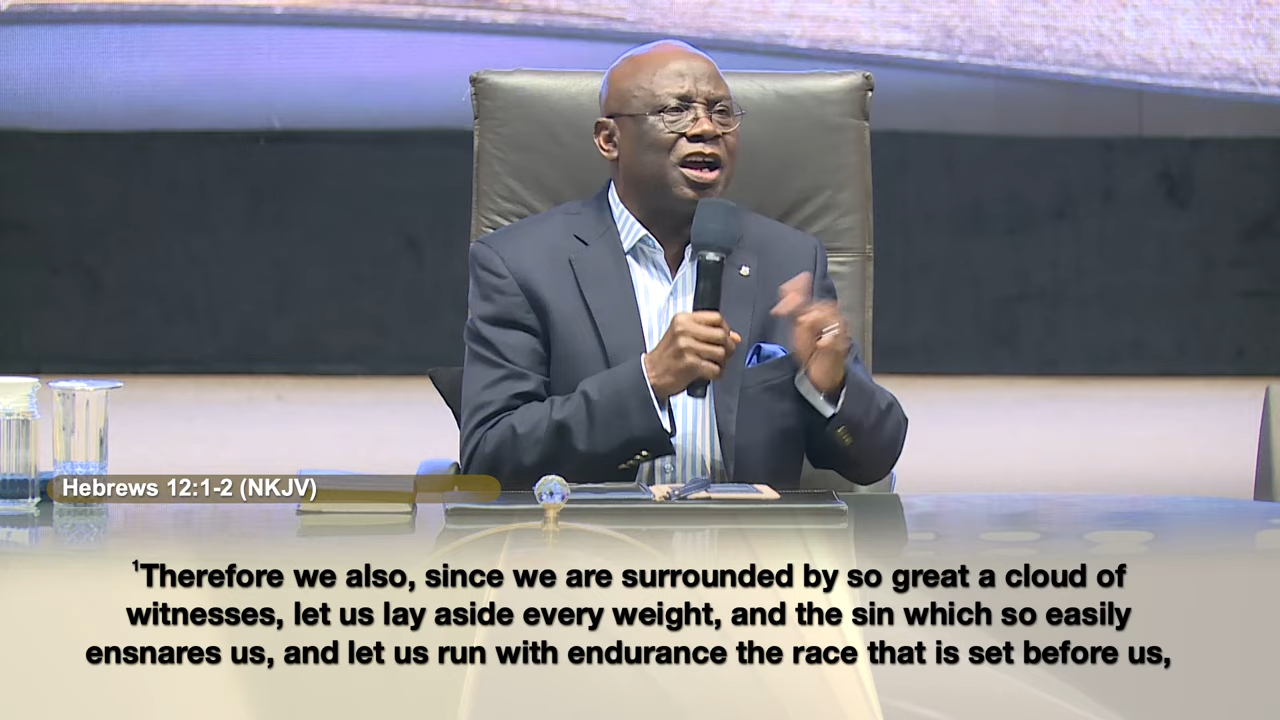 Hebrews 12:1-2 (NKJV)
¹Therefore we also, since we are surrounded by so great a cloud of
witnesses, let us lay aside every weight, and the sin which so easily
ensnares us, and let us run with endurance the race that is set before us,